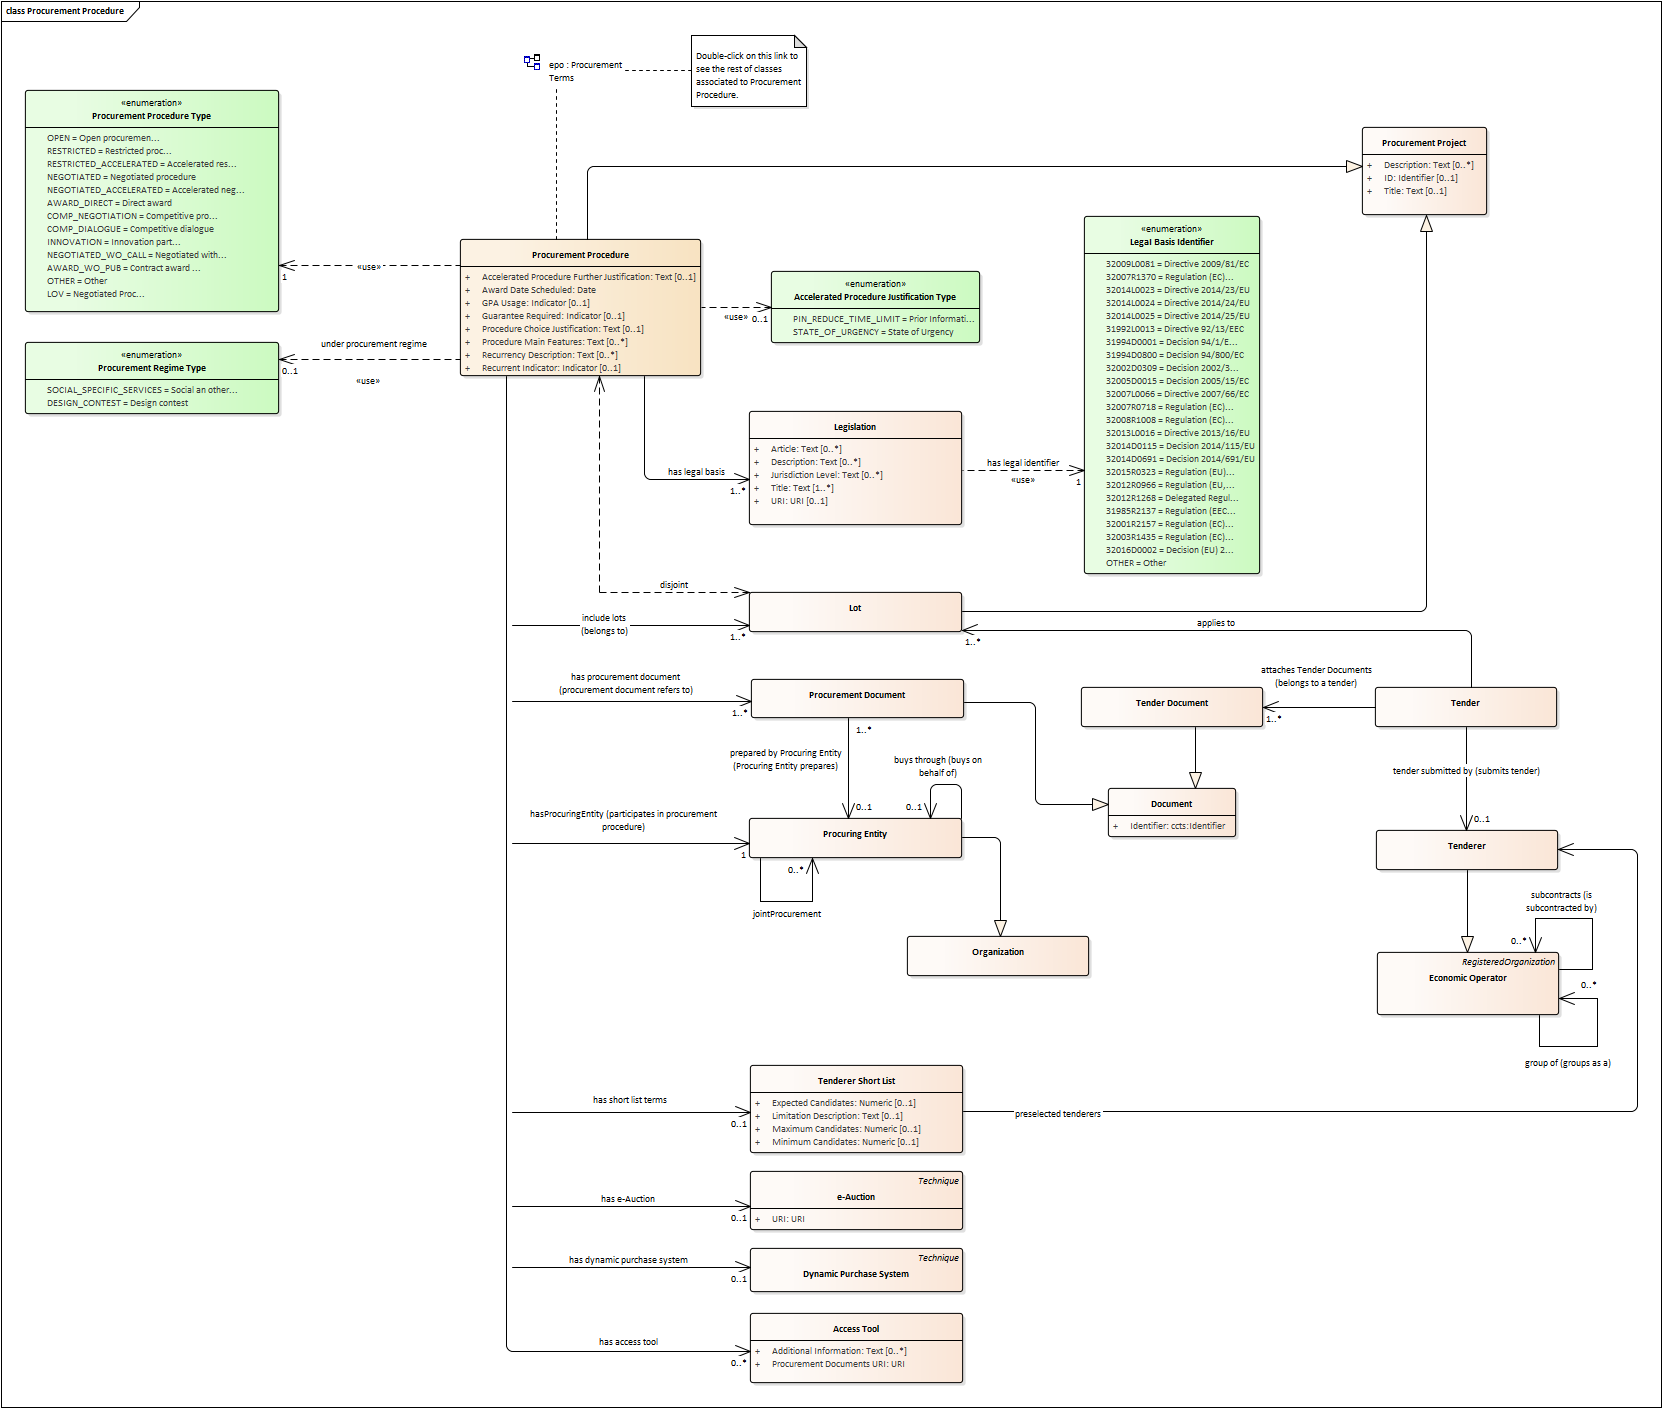 class Procurement Procedure
epo : Procurement
Terms
Double-click on this link to
see the rest of classes
associated to Procurement
Procedure.
«enumeration»
Procurement Procedure Type
OPEN = Open procuremen...
RESTRICTED = Restricted proc...
RESTRICTED_ACCELERATED = Accelerated res...
NEGOTIATED = Negotiated procedure
NEGOTIATED_ACCELERATED = Accelerated neg...
AWARD_DIRECT = Direct award
COMP_NEGOTIATION = Competitive pro...
COMP_DIALOGUE = Competitive dialogue
INNOVATION = Innovation part...
NEGOTIATED_WO_CALL = Negotiated with...
AWARD_WO_PUB = Contract award ...
OTHER = Other
LOV = Negotiated Proc...
«use»
1
«enumeration»
Procurement Regime Type
SOCIAL_SPECIFIC_SERVICES = Social an other...
DESIGN_CONTEST = Design contest
under procurement regime
0..1
«use»
Procurement Procedure
+ Accelerated Procedure Further Justification: Text [0..1]
+ Award Date Scheduled: Date
+ GPA Usage: Indicator [0..1]
+ Guarantee Required: Indicator [0..1]
+ Procedure Choice Justification: Text [0..1]
+ Procedure Main Features: Text [0..*]
+ Recurrency Description: Text [0..*]
+ Recurrent Indicator: Indicator [0..1]
«use»
0..1
«enumeration»
Accelerated Procedure Justification Type
PIN_REDUCE_TIME_LIMIT = Prior Informati...
STATE_OF_URGENCY = State of Urgency
Procurement Project
+ Description: Text [0..*]
+ ID: Identifier [0..1]
+ Title: Text [0..1]
«enumeration»
Legal Basis Identifier
32009L0081 = Directive 2009/81/EC
32007R1370 = Regulation (EC)...
32014L0023 = Directive 2014/23/EU
32014L0024 = Directive 2014/24/EU
32014L0025 = Directive 2014/25/EU
31992L0013 = Directive 92/13/EEC
31994D0001 = Decision 94/1/E...
31994D0800 = Decision 94/800/EC
32002D0309 = Decision 2002/3...
32005D0015 = Decision 2005/15/EC
32007L0066 = Directive 2007/66/EC
32007R0718 = Regulation (EC)...
32008R1008 = Regulation (EC)...
32013L0016 = Directive 2013/16/EU
32014D0115 = Decision 2014/115/EU
32014D0691 = Decision 2014/691/EU
32015R0323 = Regulation (EU)...
32012R0966 = Regulation (EU,...
32012R1268 = Delegated Regul...
31985R2137 = Regulation (EEC...
32001R2157 = Regulation (EC)...
32003R1435 = Regulation (EC)...
32016D0002 = Decision (EU) 2...
OTHER = Other
Legislation
+ Article: Text [0..*]
+ Description: Text [0..*]
+ Jurisdiction Level: Text [0..*]
+ Title: Text [1..*]
+ URI: URI [0..1]
has legal basis
1..*
has legal identifier
«use»
1
disjoint
Lot
include lots
(belongs to)
1..*
applies to
1..*
has procurement document
(procurement document refers to)
1..*
Procurement Document
1..*
prepared by Procuring Entity
(Procuring Entity prepares)
0..1
buys through (buys on
behalf of)
0..1
attaches Tender Documents
(belongs to a tender)
Tender Document
1..*
Tender
tender submitted by (submits tender)
0..1
Document
+ Identifier: ccts:Identifier
hasProcuringEntity (participates in procurement
procedure)
1
Procuring Entity
0..*
jointProcurement
Tenderer
Organization
subcontracts (is
subcontracted by)
0..*
RegisteredOrganization
Economic Operator
0..*
group of (groups as a)
has short list terms
0..1
Tenderer Short List
+ Expected Candidates: Numeric [0..1]
+ Limitation Description: Text [0..1]
+ Maximum Candidates: Numeric [0..1]
+ Minimum Candidates: Numeric [0..1]
preselected tenderers
has e-Auction
0..1
Technique
e-Auction
+ URI: URI
has dynamic purchase system
0..1
Technique
Dynamic Purchase System
has access tool
0..*
Access Tool
+ Additional Information: Text [0..*]
+ Procurement Documents URI: URI